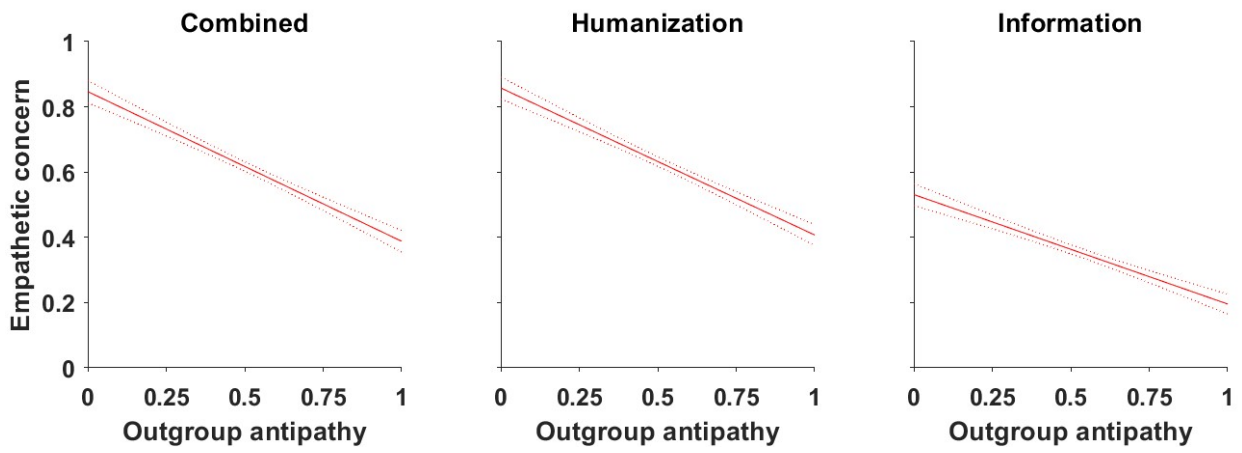 Combined Humanization Information
Empathetic concern
1
0.8
0.6
0.4
0.2
0
0 0.25 0.5 0.75 1 0 0.25 0.5 0.75 1 0 0.25 0.5 0.75 1
Outgroup antipathy Outgroup antipathy Outgroup antipathy